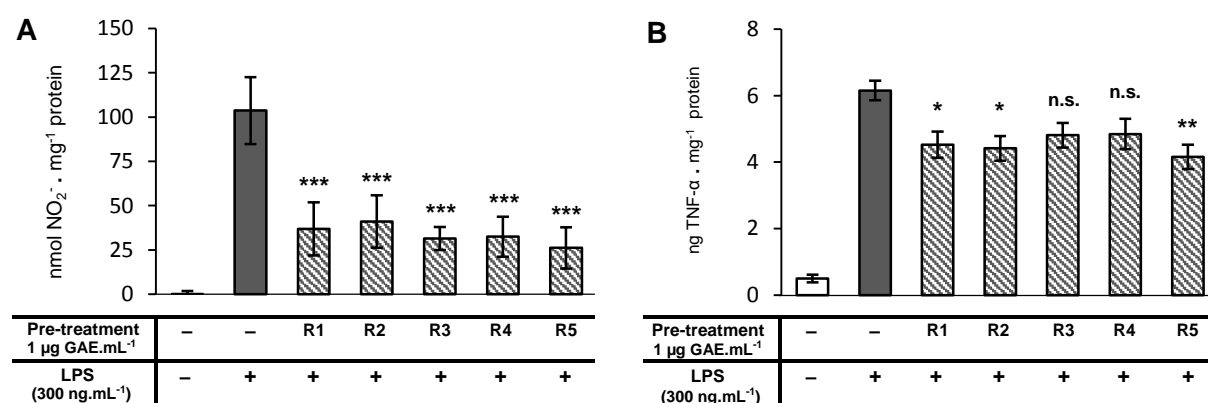 A
nmol NO₂⁻ . mg⁻¹ protein
150
125
100
75
50
25
0
*** *** *** *** ***
Pre-treatment – – R1 R2 R3 R4 R5
1 µg GAE.mL⁻¹
LPS – + + + + + +
(300 ng.mL⁻¹)
B
ng TNF-α . mg⁻¹ protein
8
6
4
2
0
* * n.s. n.s. **
Pre-treatment – – R1 R2 R3 R4 R5
1 µg GAE.mL⁻¹
LPS – + + + + + +
(300 ng.mL⁻¹)